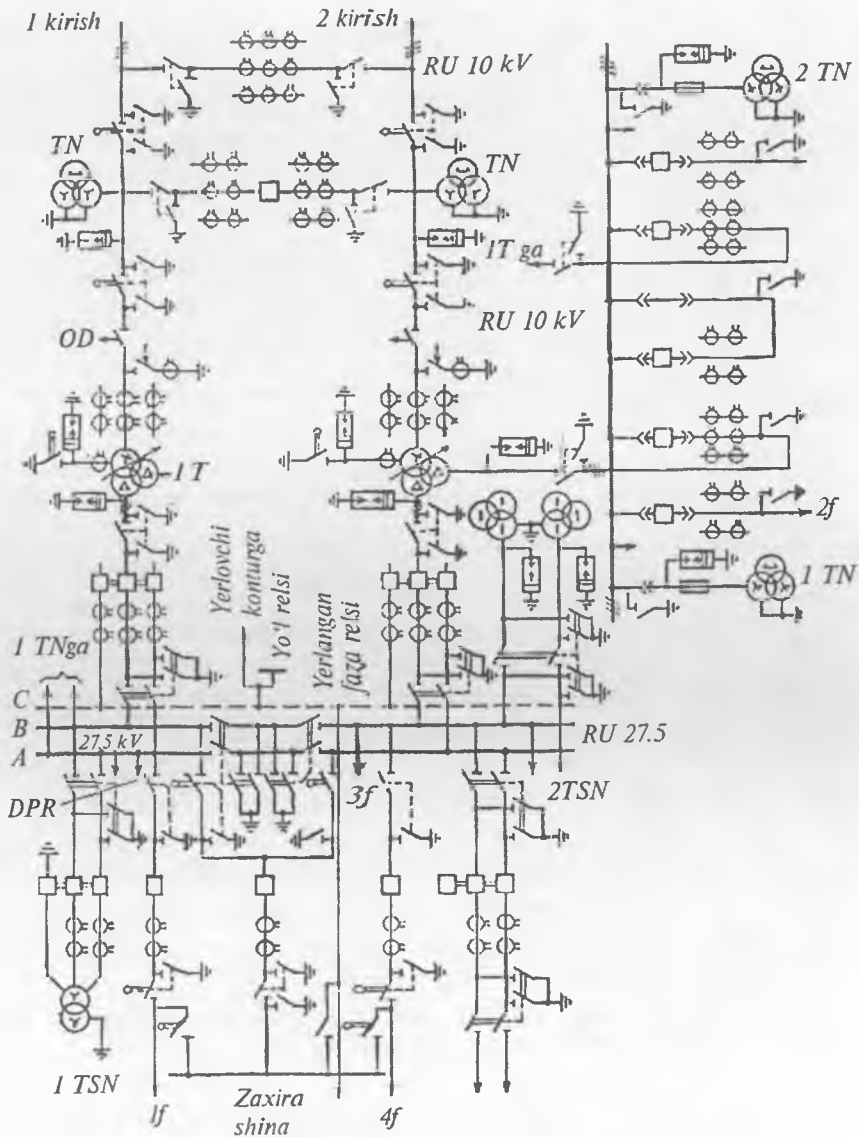 1 kirish
2 kirish
RU 10 kV
2 TN
TN
TN
1T ga
RU 10 kV
OD
1 T
2f
1 TN
Yerlovchi
konturga
Yo'l relsi
Yerlangan
faza relsi
1 TNga
C
B
A
27,5 kV
RU 27.5
DPR
3f
2TSN
1 TSN
1f
Zaxira
shina
4f